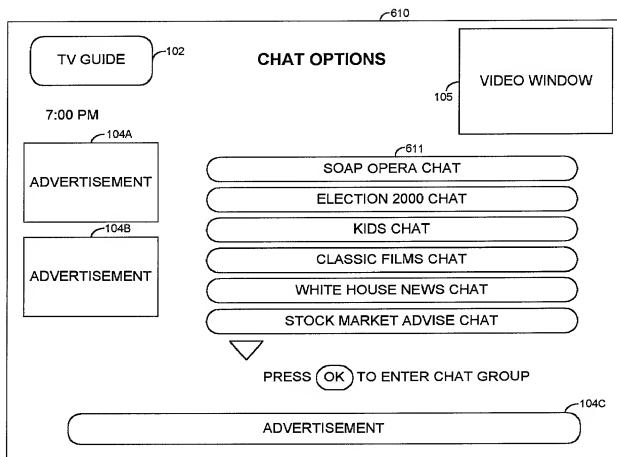 610
TV GUIDE
102
CHAT OPTIONS
VIDEO WINDOW
105
7:00 PM
104A
ADVERTISEMENT
104B
ADVERTISEMENT
611
SOAP OPERA CHAT
ELECTION 2000 CHAT
KIDS CHAT
CLASSIC FILMS CHAT
WHITE HOUSE NEWS CHAT
STOCK MARKET ADVISE CHAT
PRESS OK TO ENTER CHAT GROUP
104C
ADVERTISEMENT